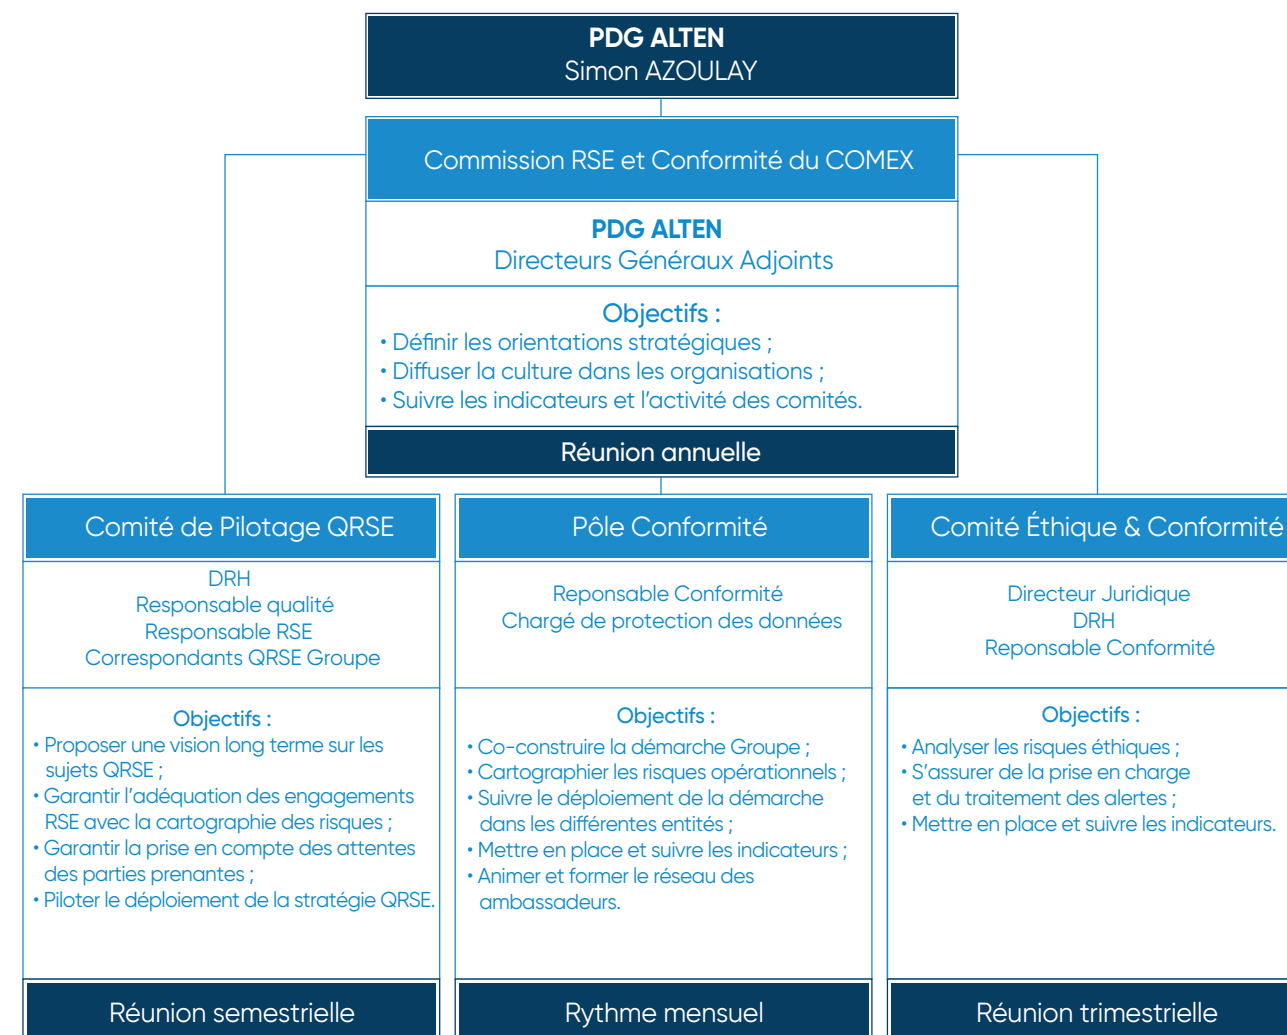 PDG ALTEN
Simon AZOULAY
Commission RSE et Conformité du COMEX
PDG ALTEN
Directeurs Généraux Adjoints
Objectifs :
• Définir les orientations stratégiques ;
• Diffuser la culture dans les organisations ;
• Suivre les indicateurs et l’activité des comités.
Réunion annuelle
Comité de Pilotage QRSE
DRH
Responsable qualité
Responsable RSE
Correspondants QRSE Groupe
Objectifs :
• Proposer une vision long terme sur les
sujets QRSE ;
• Garantir l’adéquation des engagements
RSE avec la cartographie des risques ;
• Garantir la prise en compte des attentes
des parties prenantes ;
• Piloter le déploiement de la stratégie QRSE.
Réunion semestrielle
Pôle Conformité
Reponsable Conformité
Chargé de protection des données
Objectifs :
• Co-construire la démarche Groupe ;
• Cartographier les risques opérationnels ;
• Suivre le déploiement de la démarche
dans les différentes entités ;
• Mettre en place et suivre les indicateurs ;
• Animer et former le réseau des
ambassadeurs.
Rythme mensuel
Comité Éthique & Conformité
Directeur Juridique
DRH
Reponsable Conformité
Objectifs :
• Analyser les risques éthiques ;
• S’assurer de la prise en charge
et du traitement des alertes ;
• Mettre en place et suivre les indicateurs.
Réunion trimestrielle